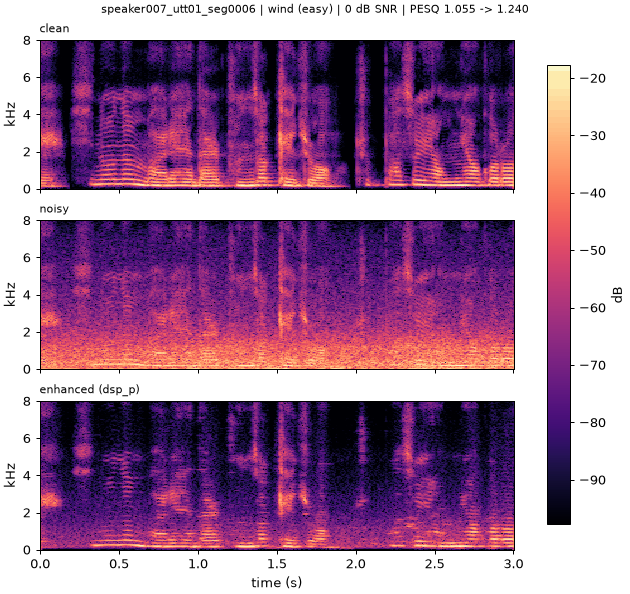 speaker007_utt01_seg0006 | wind (easy) | 0 dB SNR | PESQ 1.055 -> 1.240
clean
8
6
4
2
0
kHz
noisy
8
6
4
2
0
kHz
enhanced (dsp_p)
8
6
4
2
0
kHz
0.0 0.5 1.0 1.5 2.0 2.5 3.0
time (s)
−20
−30
−40
−50
−60
−70
−80
−90
dB